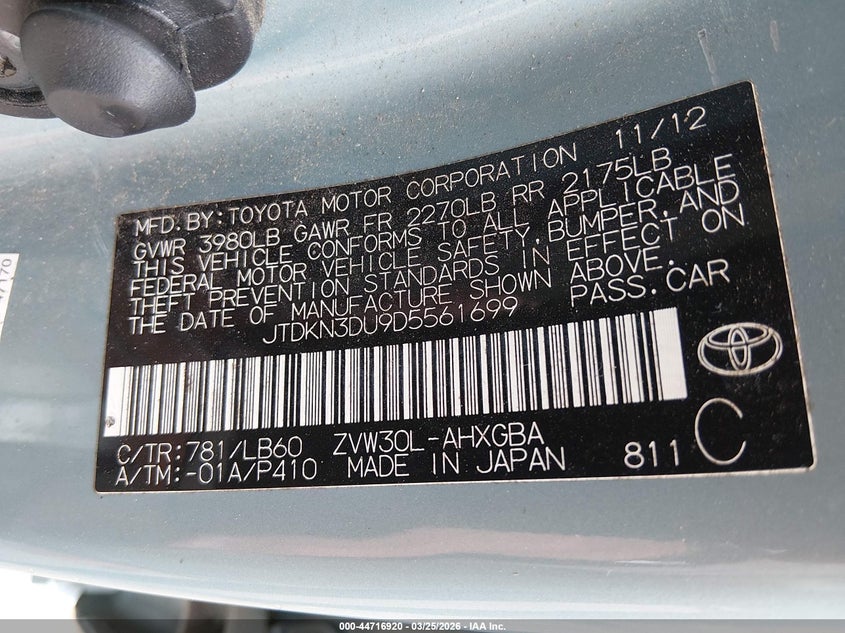 MFD.BY:TOYOTA MOTOR CORPORATION 11/12
GVWR 3980LB GAWR FR 2270LB RR 2175LB
THIS VEHICLE CONFORMS TO ALL APPLICABLE
FEDERAL MOTOR VEHICLE SAFETY,BUMPER,AND
THEFT PREVENTION STANDARDS IN EFFECT ON
THE DATE OF MANUFACTURE SHOWN ABOVE.
JTDKN3DU9D5561699 PASS.CAR
C/TR:781/LB60 ZVW30L-AHXGBA
A/TM:-01A/P410 MADE IN JAPAN 811 C
000-44716920 - 03/25/2026 - IAA Inc.